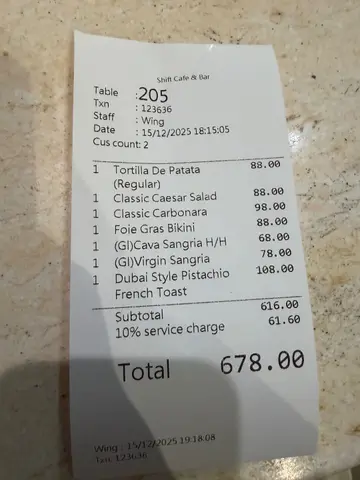 Shift Cafe & Bar
Table :205
Txn : 123636
Staff : Wing
Date : 15/12/2025 18:15:05
Cus count: 2
1 Tortilla De Patata 88.00
(Regular)
1 Classic Caesar Salad 88.00
1 Classic Carbonara 98.00
1 Foie Gras Bikini 88.00
1 (Gl)Cava Sangria H/H 68.00
1 (Gl)Virgin Sangria 78.00
1 Dubai Style Pistachio 108.00
French Toast
Subtotal 616.00
10% service charge 61.60
Total 678.00
Wing : 15/12/2025 19:18:08
Txn: 123636